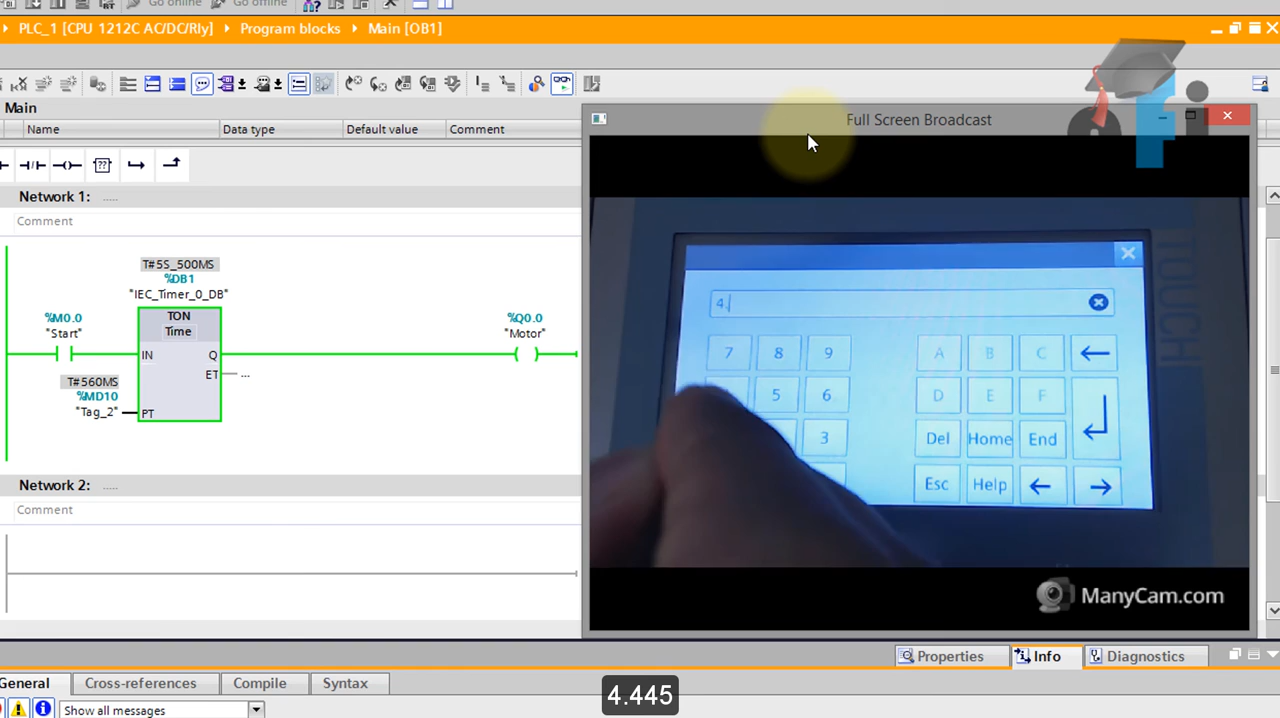 Go online
Go offline
PLC_1 [CPU 1212C AC/DC/Rly]
Program blocks
Main [OB1]
Main
Name
Data type
Default value
Comment
Full Screen Broadcast
??
Network 1: .....
Comment
T#5S_500MS
%DB1
"IEC_Timer_0_DB"
%M0.0
"Start"
TON
Time
IN
Q
ET
...
T#560MS
%MD10
"Tag_2"
PT
%Q0.0
"Motor"
4.
7 8 9 A B C
5 6 D E F
3 Del Home End
Esc Help
TOUCH
Network 2: .....
Comment
ManyCam.com
Properties
Info
Diagnostics
General
Cross-references
Compile
Syntax
Show all messages
4.445